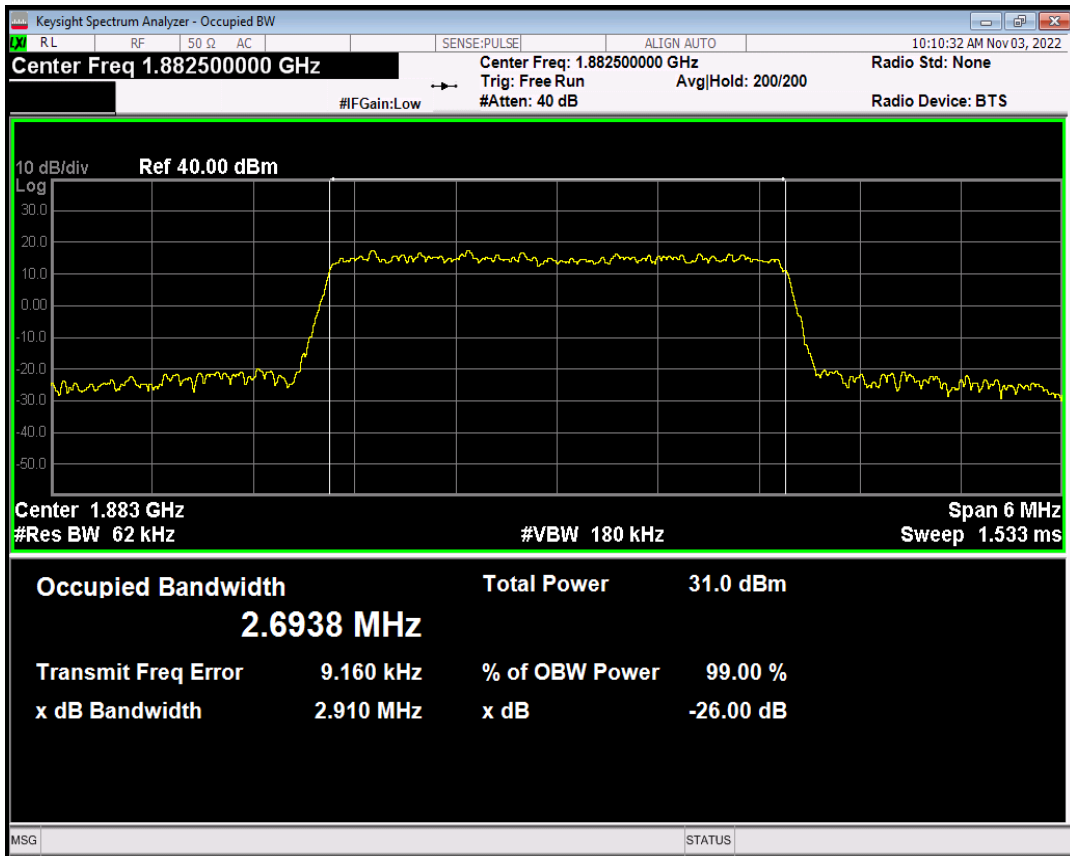 Keysight Spectrum Analyzer - Occupied BW
LXI RL RF 50 Ω AC SENSE:PULSE ALIGN AUTO 10:10:32 AM Nov 03, 2022
Center Freq 1.882500000 GHz Center Freq: 1.882500000 GHz Radio Std: None
Trig: Free Run Avg|Hold: 200/200
#IFGain:Low #Atten: 40 dB Radio Device: BTS
10 dB/div Ref 40.00 dBm
Log
30.0
20.0
10.0
0.00
-10.0
-20.0
-30.0
-40.0
-50.0
Center 1.883 GHz Span 6 MHz
#Res BW 62 kHz #VBW 180 kHz Sweep 1.533 ms
Occupied Bandwidth Total Power 31.0 dBm
2.6938 MHz
Transmit Freq Error 9.160 kHz % of OBW Power 99.00 %
x dB Bandwidth 2.910 MHz x dB -26.00 dB
MSG STATUS